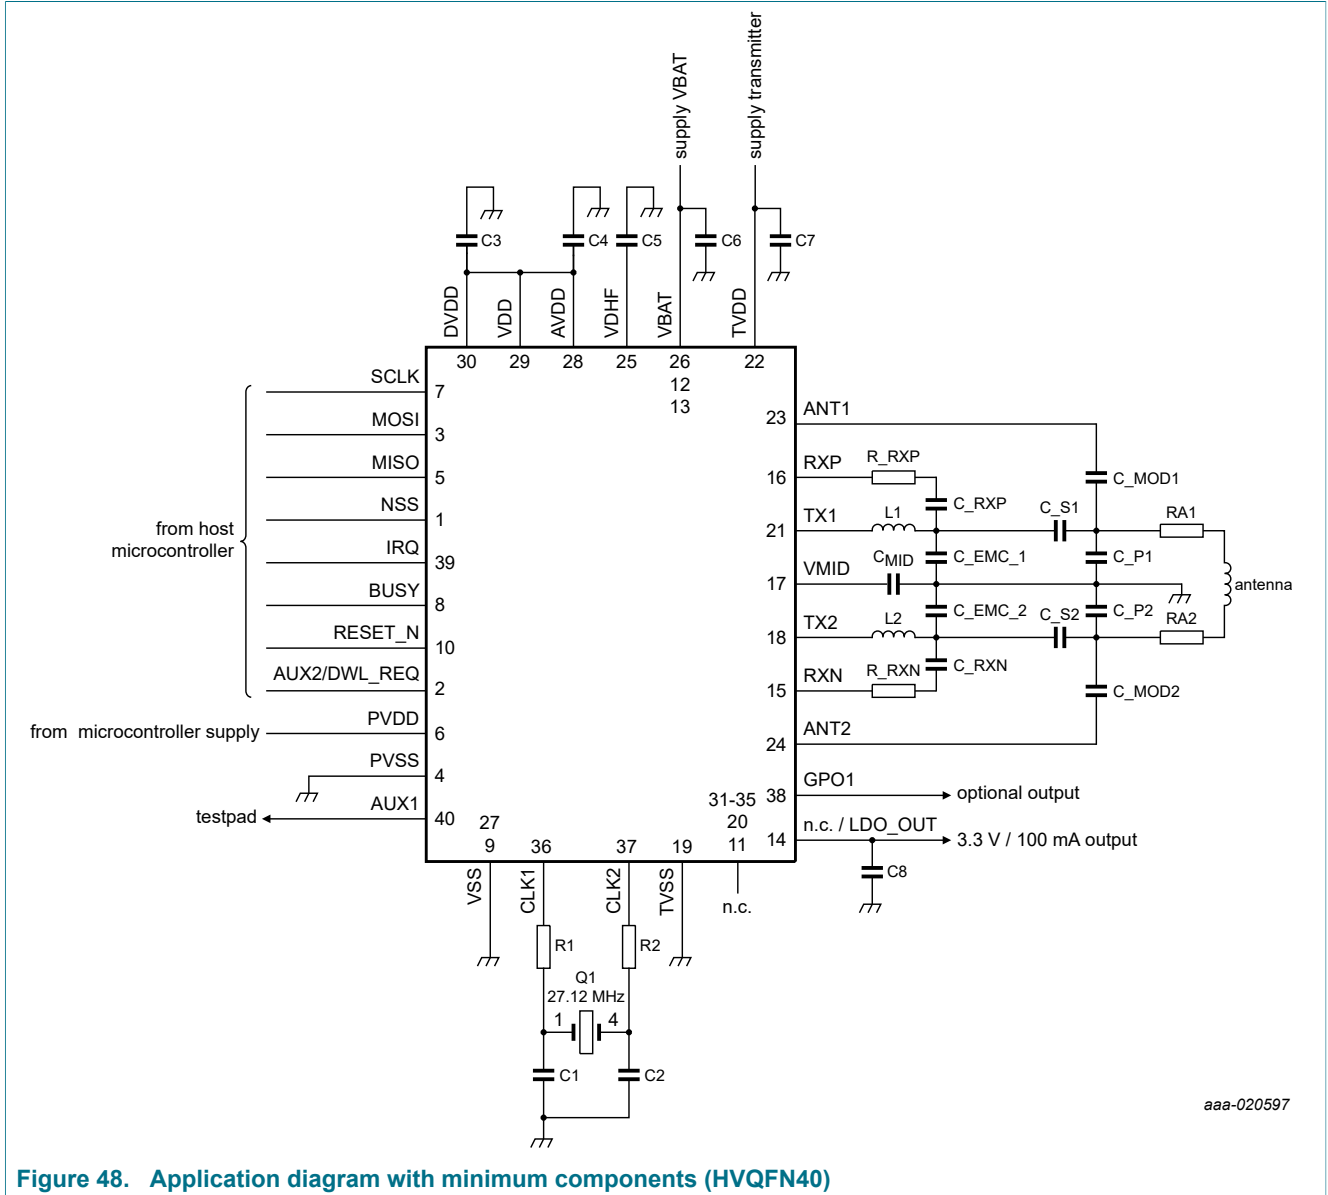 supply VBAT
supply transmitter
C3
C4
C5
C6
C7
DVDD
VDD
AVDD
VDHF
VBAT
TVDD
30
29
28
25
26
22
12
13
SCLK
7
MOSI
3
MISO
5
NSS
1
IRQ
39
BUSY
8
RESET_N
10
AUX2/DWL_REQ
2
from host
microcontroller
PVDD
from microcontroller supply
6
PVSS
4
AUX1
testpad
40
23
ANT1
16
RXP
R_RXP
C_RXP
C_MOD1
21
TX1
L1
C_S1
RA1
C_EMC_1
C_P1
17
VMID
CMID
antenna
C_EMC_2
C_P2
18
TX2
L2
C_S2
RA2
15
RXN
R_RXN
C_RXN
C_MOD2
24
ANT2
38
GPO1
optional output
14
n.c. / LDO_OUT
3.3 V / 100 mA output
C8
31-35
20
11
n.c.
27
9
36
37
19
VSS
CLK1
CLK2
TVSS
R1
R2
Q1
27.12 MHz
1
4
C1
C2
aaa-020597
Figure 48. Application diagram with minimum components (HVQFN40)